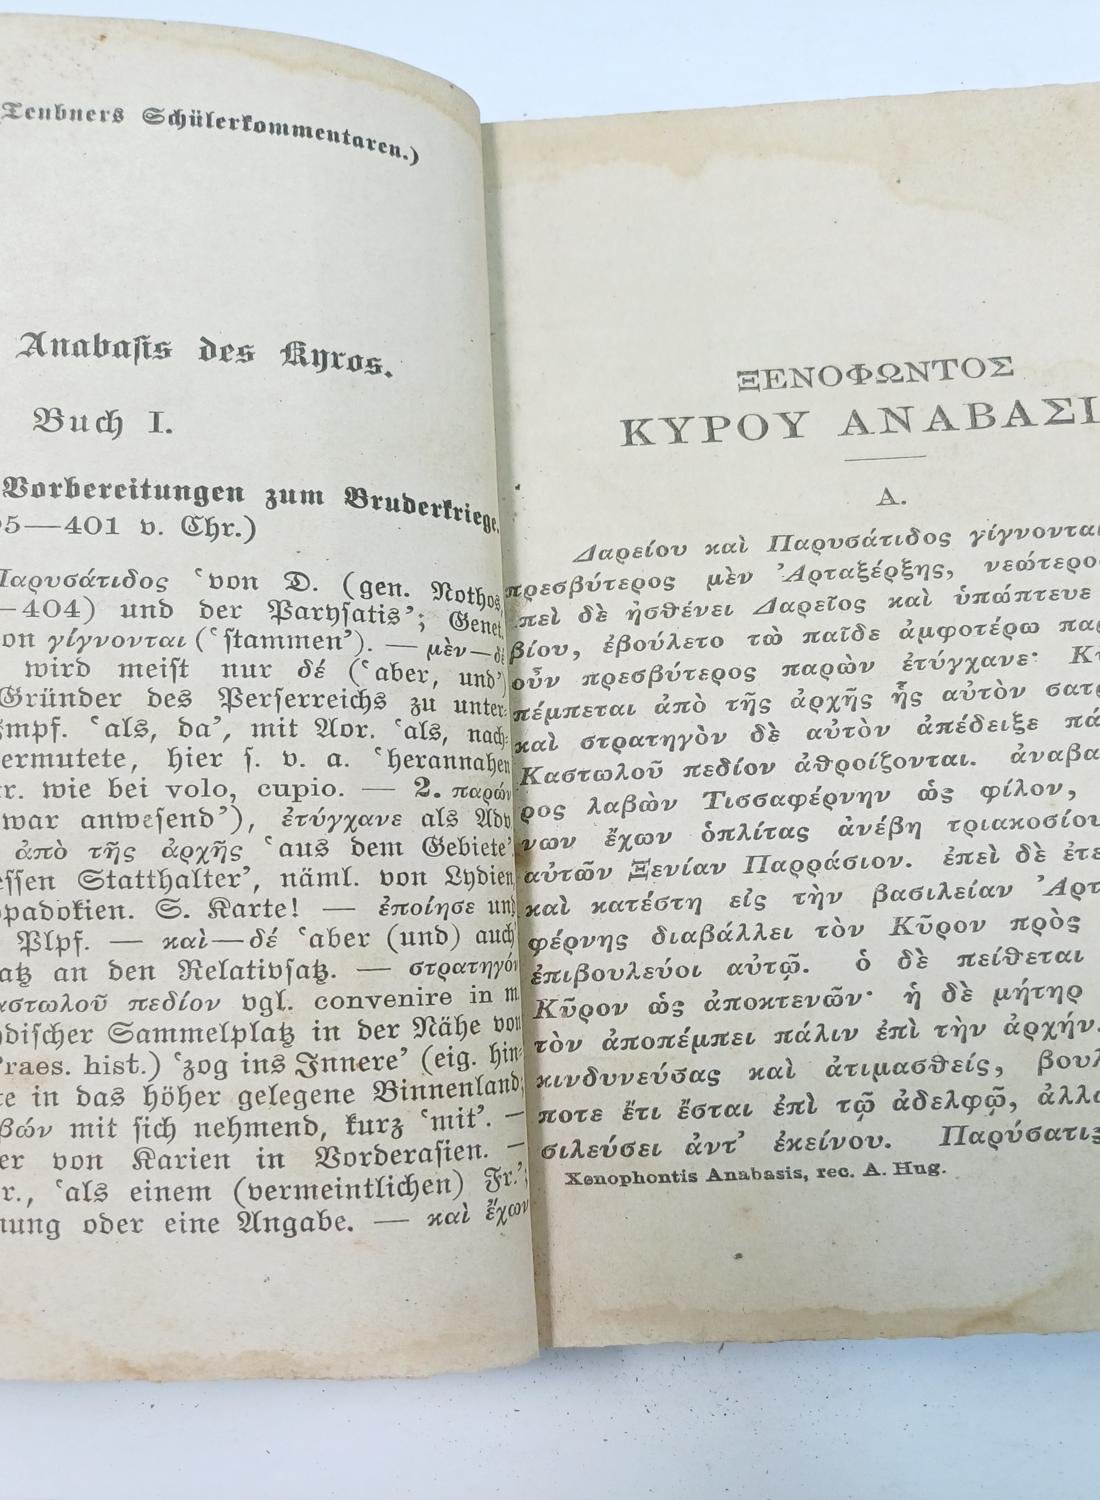 Teubners Schülerkommentaren.)
Anabasis des Kyros.
Buch I.
Vorbereitungen zum Bruderkriege.
5—401 v. Chr.)
Παρυσάτιδος ‘von D. (gen. Nothos,
—404) und der Parysatis’; Genet.
on γίγνονται (‘stammen’). — μὲν—δὲ
wird meist nur δέ (‘aber, und’)
Gründer des Perserreichs zu unter-
mpf. ‘als, da’, mit Aor. ‘als, nach-
ermutete, hier s. v. a. ‘herannahen
r. wie bei volo, cupio. — 2. παρών
war anwesend’), ἐτύγχανε als Adv
ἀπὸ τῆς ἀρχῆς ‘aus dem Gebiete’
essen Statthalter’, näml. von Lydien,
ppadokien. S. Karte! — ἐποίησε und
Plpf. — καὶ—δέ ‘aber (und) auch’
atz an den Relativsatz. — στρατηγόν
αστωλοῦ πεδίον vgl. convenire in m
discher Sammelplatz in der Nähe von
raes. hist.) ‘zog ins Innere’ (eig. hin-
te in das höher gelegene Binnenland;
βών mit sich nehmend, kurz ‘mit’. —
er von Karien in Vorderasien. —
r., ‘als einem (vermeintlichen) Fr.’;
nung oder eine Angabe. — καὶ ἔχων
ΞΕΝΟΦΩΝΤΟΣ
ΚΥΡΟΥ ΑΝΑΒΑΣΙ
Α.
Δαρείου καὶ Παρυσάτιδος γίγνονται
πρεσβύτερος μὲν Ἀρταξέρξης, νεώτερο
πεὶ δὲ ἠσθένει Δαρεῖος καὶ ὑπώπτευε
βίου, ἐβούλετο τὼ παῖδε ἀμφοτέρω παρ
οὖν πρεσβύτερος παρὼν ἐτύγχανε· Κῦ
πέμπεται ἀπὸ τῆς ἀρχῆς ἧς αὐτὸν σατρ
καὶ στρατηγὸν δὲ αὐτὸν ἀπέδειξε πά
Καστωλοῦ πεδίον ἀθροίζονται. ἀναβα
ρος λαβὼν Τισσαφέρνην ὡς φίλον,
νων ἔχων ὁπλίτας ἀνέβη τριακοσίου
αὐτῶν Ξενίαν Παρράσιον. ἐπεὶ δὲ ἐτε
καὶ κατέστη εἰς τὴν βασιλείαν Ἀρτ
φέρνης διαβάλλει τὸν Κῦρον πρὸς
ἐπιβουλεύοι αὐτῷ. ὁ δὲ πείθεται
Κῦρον ὡς ἀποκτενῶν· ἡ δὲ μήτηρ
τὸν ἀποπέμπει πάλιν ἐπὶ τὴν ἀρχήν.
κινδυνεύσας καὶ ἀτιμασθείς, βουλ
ποτε ἔτι ἔσται ἐπὶ τῷ ἀδελφῷ, ἀλλὰ
σιλεύσει ἀντ’ ἐκείνου. Παρύσατις
Xenophontis Anabasis, rec. A. Hug.